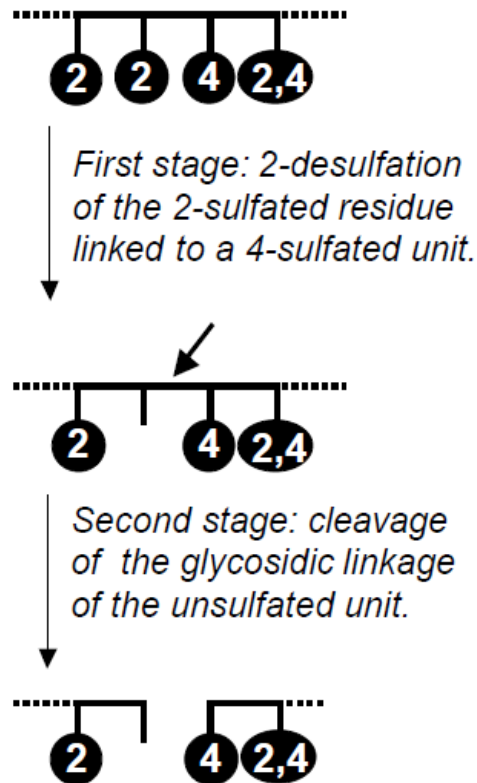 2 2 4 2,4
First stage: 2-desulfation
of the 2-sulfated residue
linked to a 4-sulfated unit.
2 4 2,4
Second stage: cleavage
of the glycosidic linkage
of the unsulfated unit.
2 4 2,4